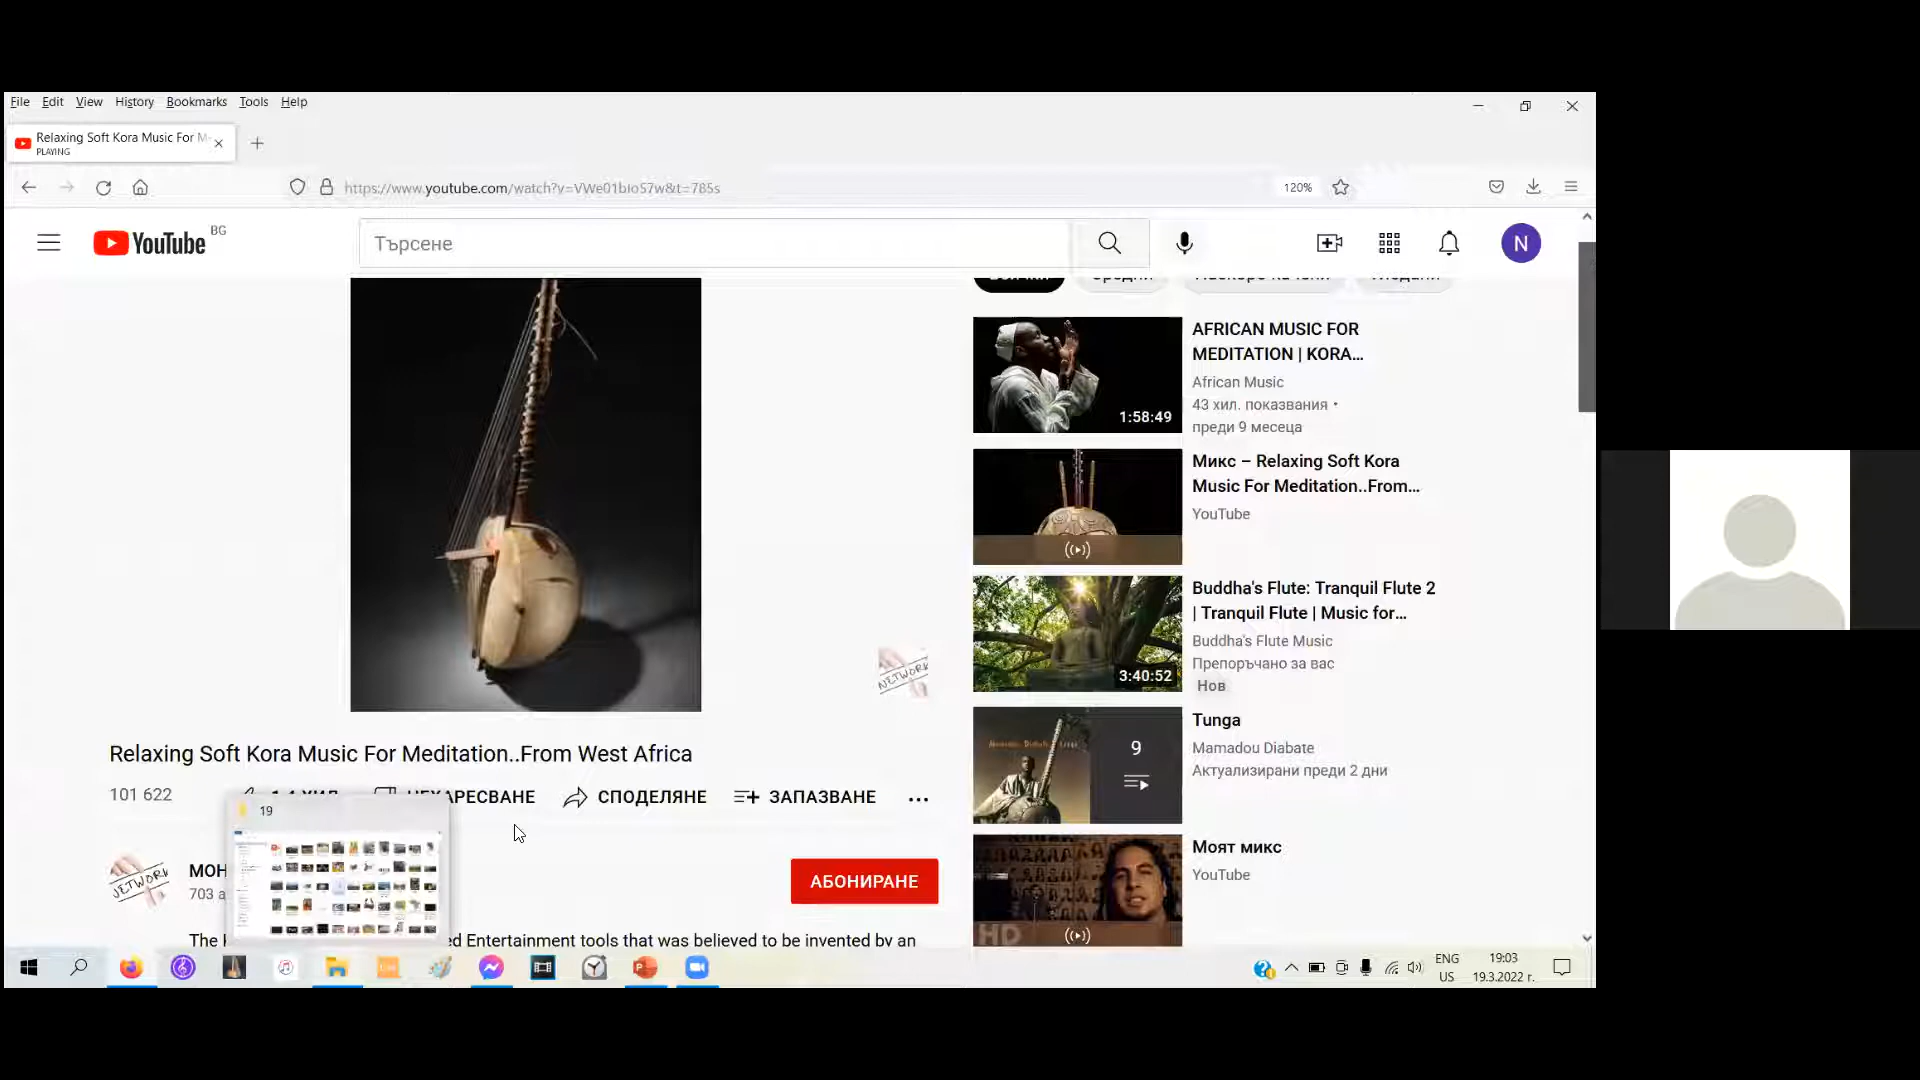 File Edit View History Bookmarks Tools Help
Relaxing Soft Kora Music For M
PLAYING
https://www.youtube.com/watch?v=VWe01bio57w&t=785s
120%
YouTube BG
Търсене
N
AFRICAN MUSIC FOR
MEDITATION | KORA...
African Music
43 хил. показвания •
преди 9 месеца
1:58:49
Микс – Relaxing Soft Kora
Music For Meditation..From...
YouTube
Buddha's Flute: Tranquil Flute 2
| Tranquil Flute | Music for...
Buddha's Flute Music
Препоръчано за вас
Нов
3:40:52
NETWORK
Tunga
Mamadou Diabate
Актуализирани преди 2 дни
9
Моят микс
YouTube
HD
Relaxing Soft Kora Music For Meditation..From West Africa
101 622
НЕХАРЕСВАНЕ
СПОДЕЛЯНЕ
ЗАПАЗВАНЕ
...
19
NETWORK
МОН
703
АБОНИРАНЕ
The
ed Entertainment tools that was believed to be invented by an
ENG
US
19:03
19.3.2022 г.